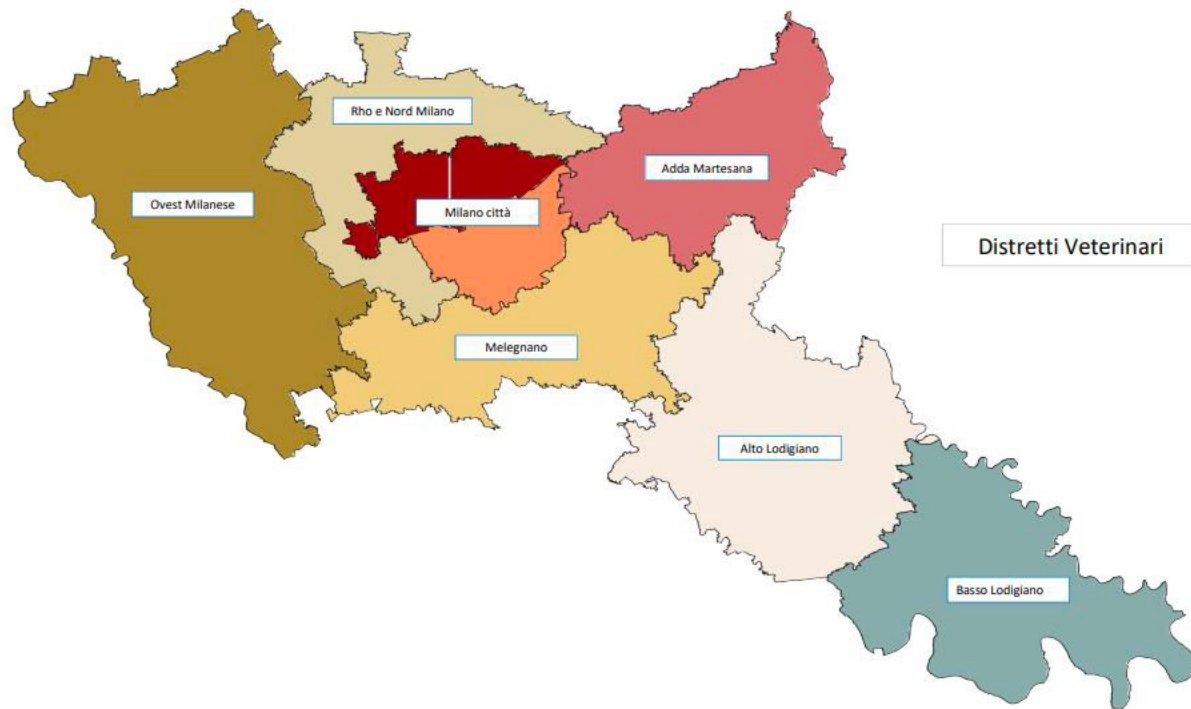 Rho e Nord Milano
Adda Martesana
Ovest Milanese
Milano città
Distretti Veterinari
Melegnano
Alto Lodigiano
Basso Lodigiano